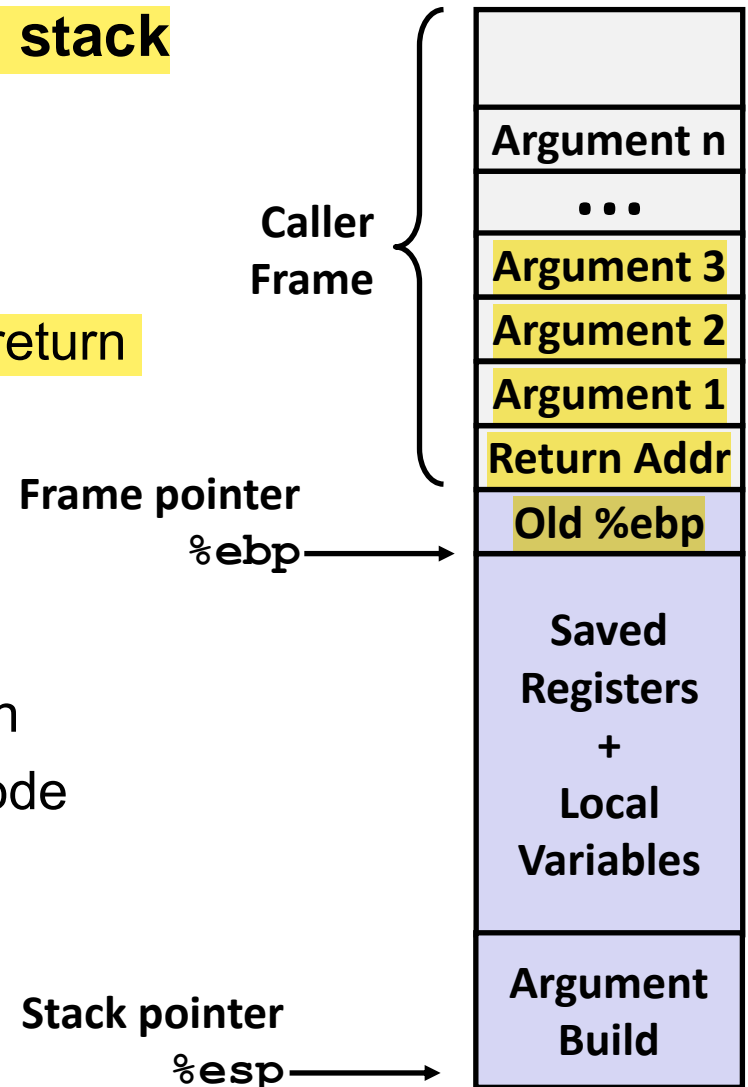 stack
return
n
ode
Caller
Frame
Frame pointer
%ebp
Stack pointer
%esp
Argument n
...
Argument 3
Argument 2
Argument 1
Return Addr
Old %ebp
Saved
Registers
+
Local
Variables
Argument
Build